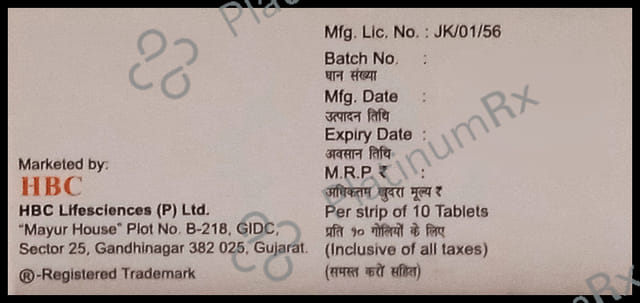 Mfg. Lic. No. : JK/01/56
Batch No. :
घान संख्या
Mfg. Date :
उत्पादन तिथि
Expiry Date :
अवसान तिथि
M.R.P. ₹ :
अधिकतम खुदरा मूल्य ₹
Per strip of 10 Tablets
प्रति १० गोलियों के लिए
(Inclusive of all taxes)
(समस्त करों सहित)
Marketed by:
HBC
HBC Lifesciences (P) Ltd.
"Mayur House" Plot No. B-218, GIDC,
Sector 25, Gandhinagar 382 025, Gujarat.
®-Registered Trademark
PlatinumRx